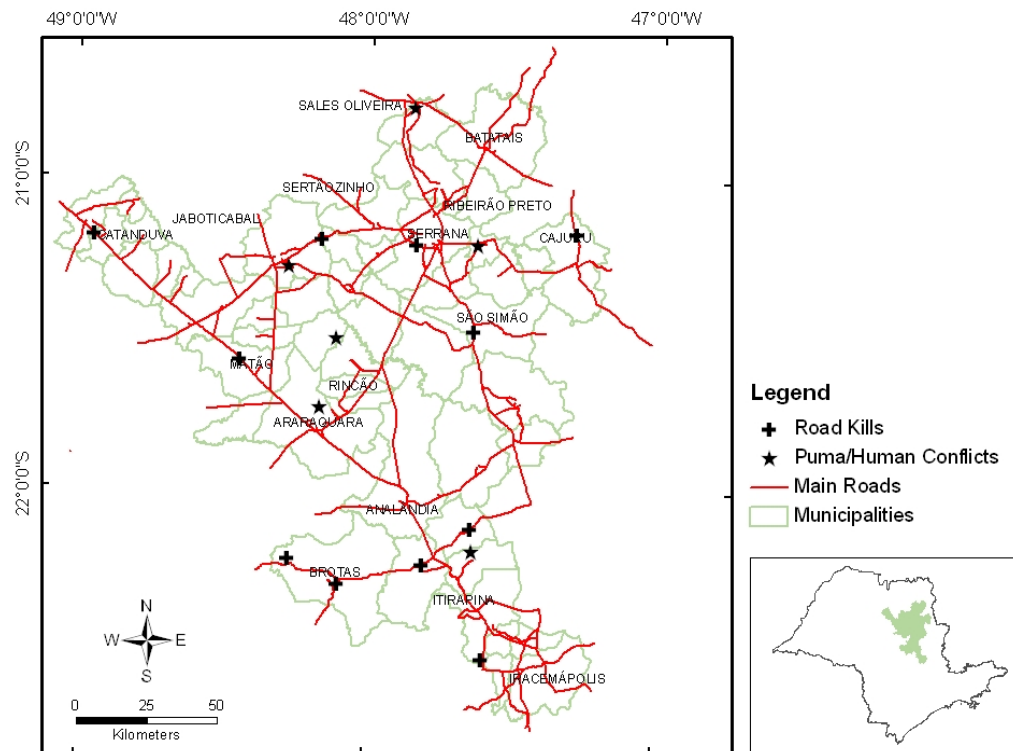 49°0'0"W
48°0'0"W
47°0'0"W
21°0'0"S
22°0'0"S
SALES OLIVEIRA
BATATAIS
SERTAOZINHO
RIBEIRÃO PRETO
JABOTICABAL
CATANDUVA
SERRANA
CAJURU
SÃO SIMÃO
MATÃO
RINCÃO
ARARAQUARA
ANALANDIA
BROTAS
ITIRAPINA
IRACEMÁPOLIS
N
W
E
S
0
25
50
Kilometers
Legend
Road Kills
Puma/Human Conflicts
Main Roads
Municipalities